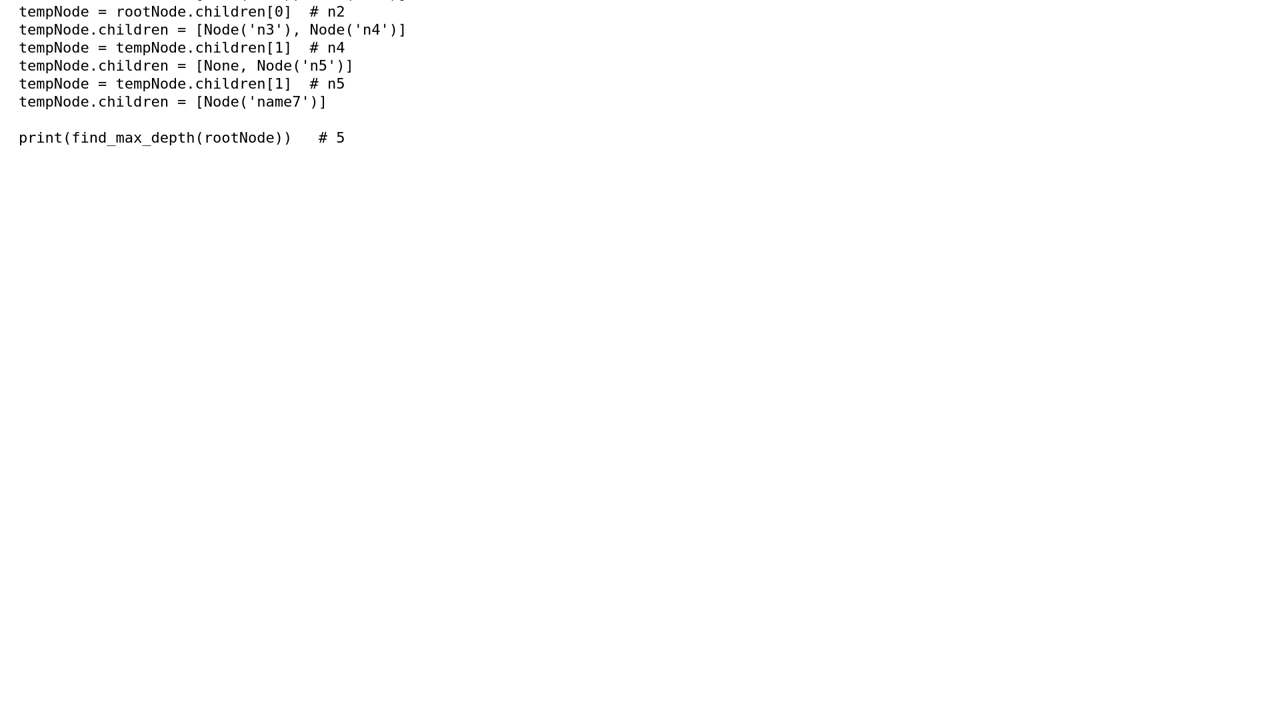 tempNode = rootNode.children[0]  # n2
tempNode.children = [Node('n3'), Node('n4')]
tempNode = tempNode.children[1]  # n4
tempNode.children = [None, Node('n5')]
tempNode = tempNode.children[1]  # n5
tempNode.children = [Node('name7')]
print(find_max_depth(rootNode))   # 5